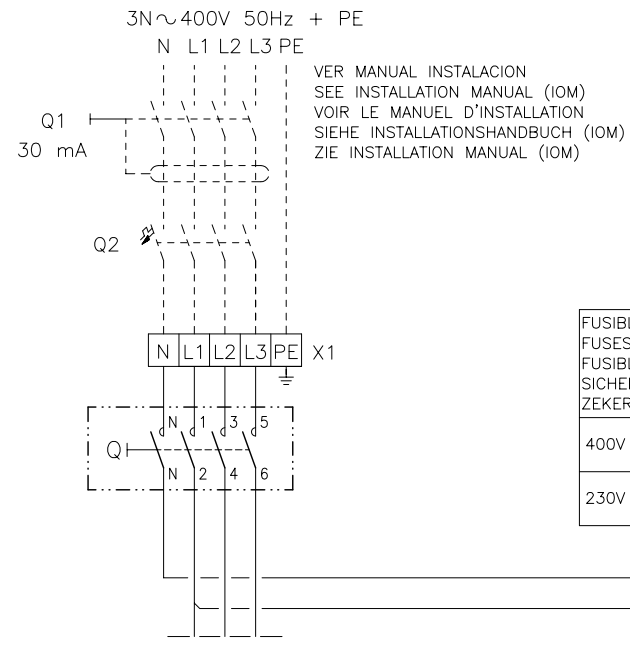 3N~400V 50Hz + PE
N L1 L2 L3 PE
VER MANUAL INSTALACION
SEE INSTALLATION MANUAL (IOM)
VOIR LE MANUEL D'INSTALLATION
SIEHE INSTALLATIONSHANDBUCH (IOM)
ZIE INSTALLATION MANUAL (IOM)
Q1
30 mA
Q2
N L1 L2 L3 PE X1
N 1 3 5
Q
N 2 4 6
FUSES
400V
230V